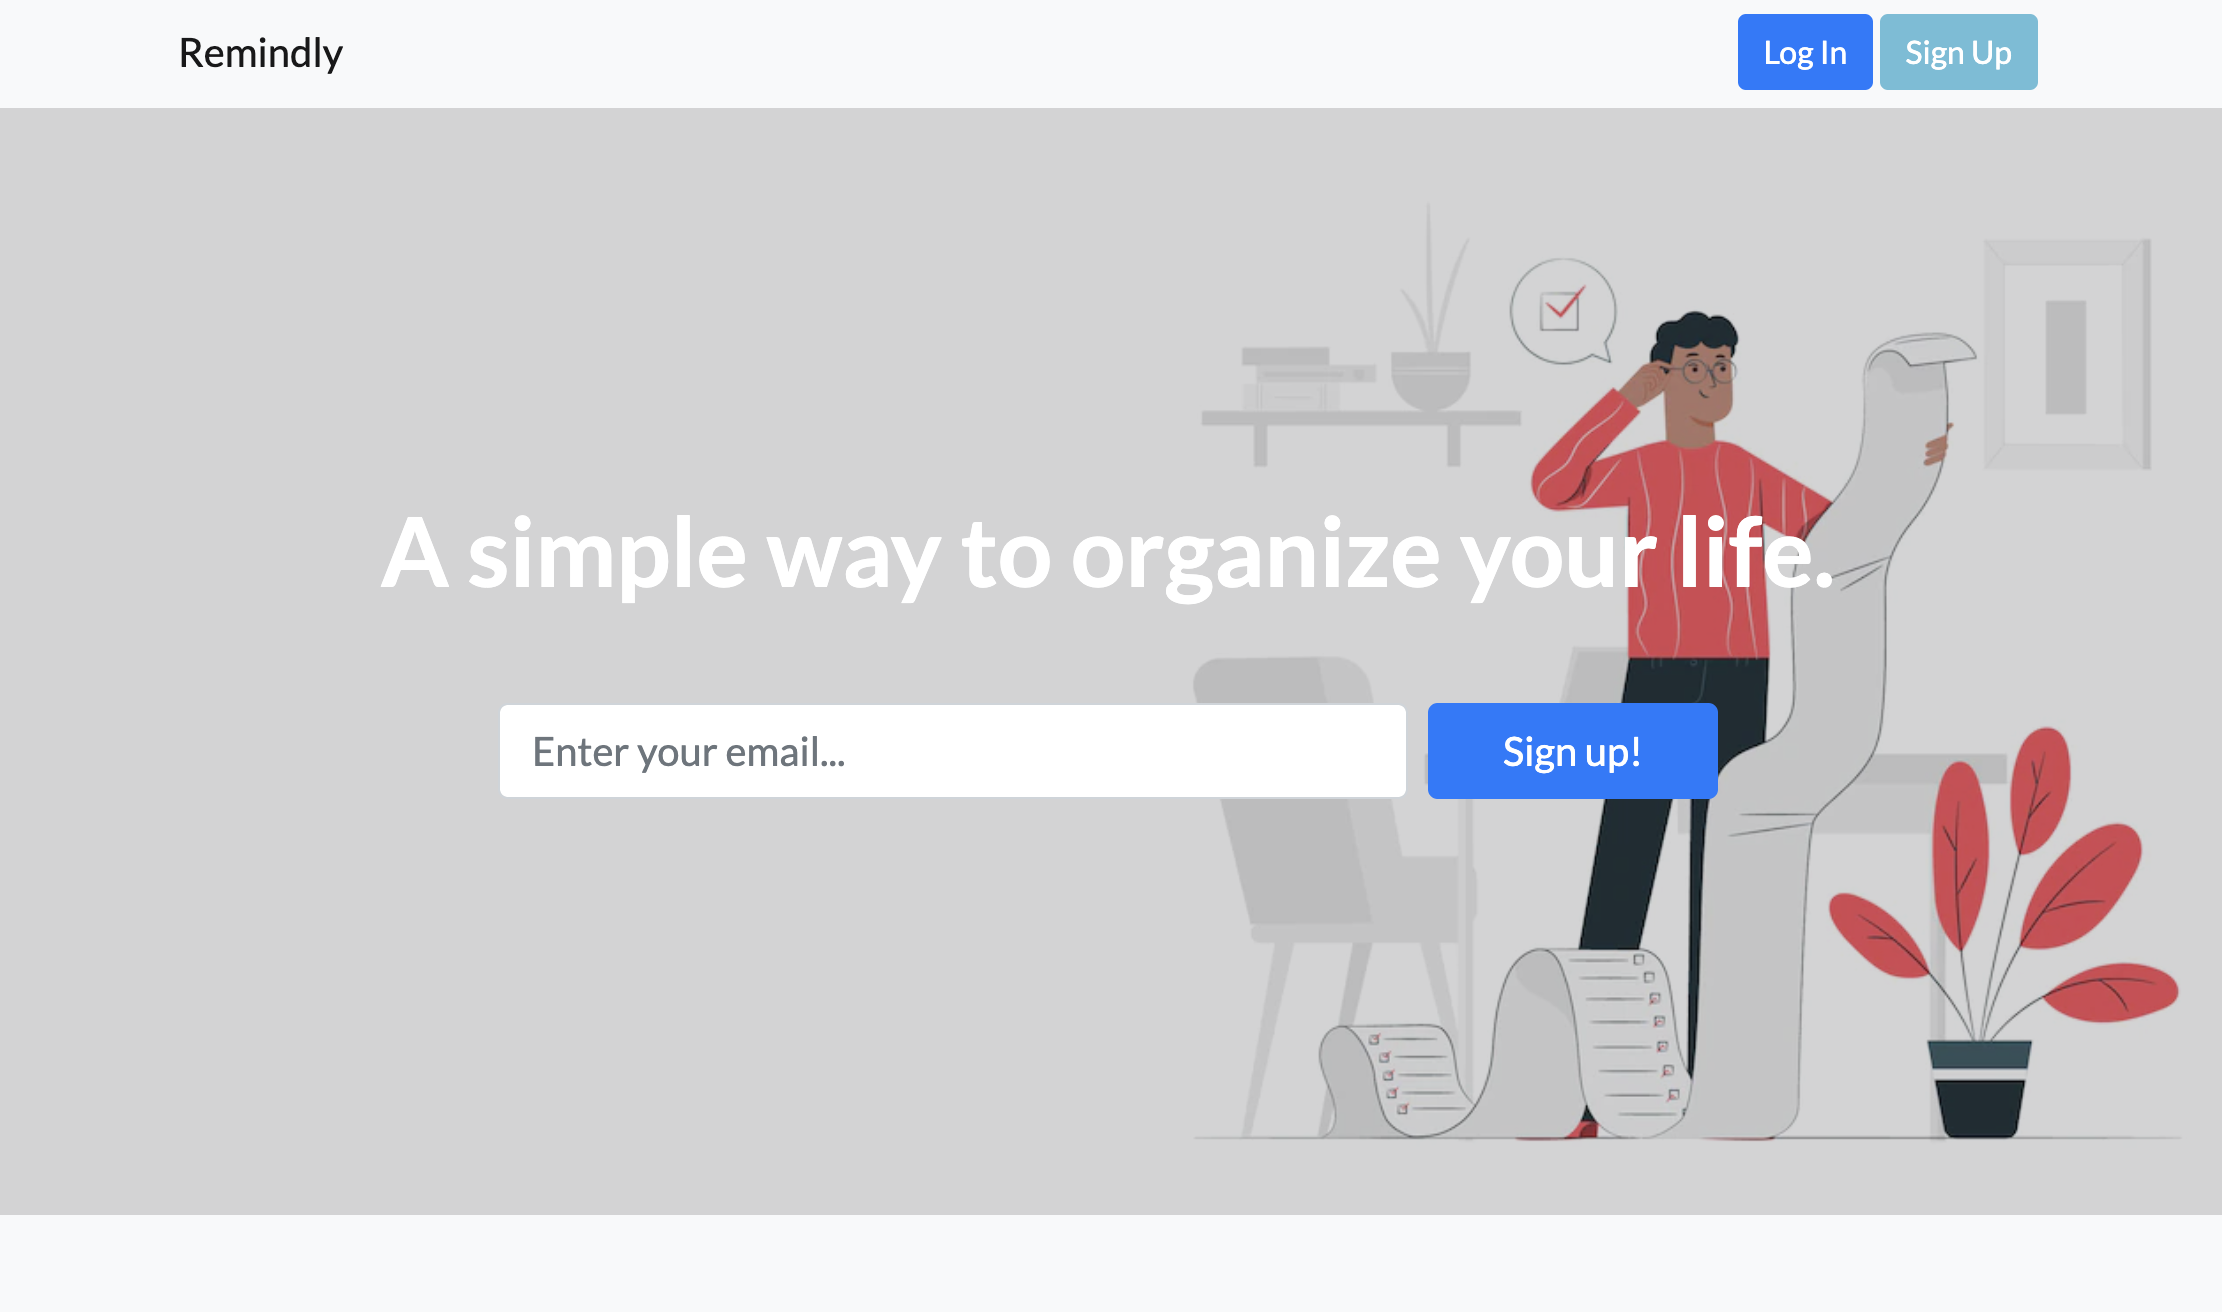 Remindly
Log In
Sign Up
A simple way to organize your life.
Enter your email...
Sign up!